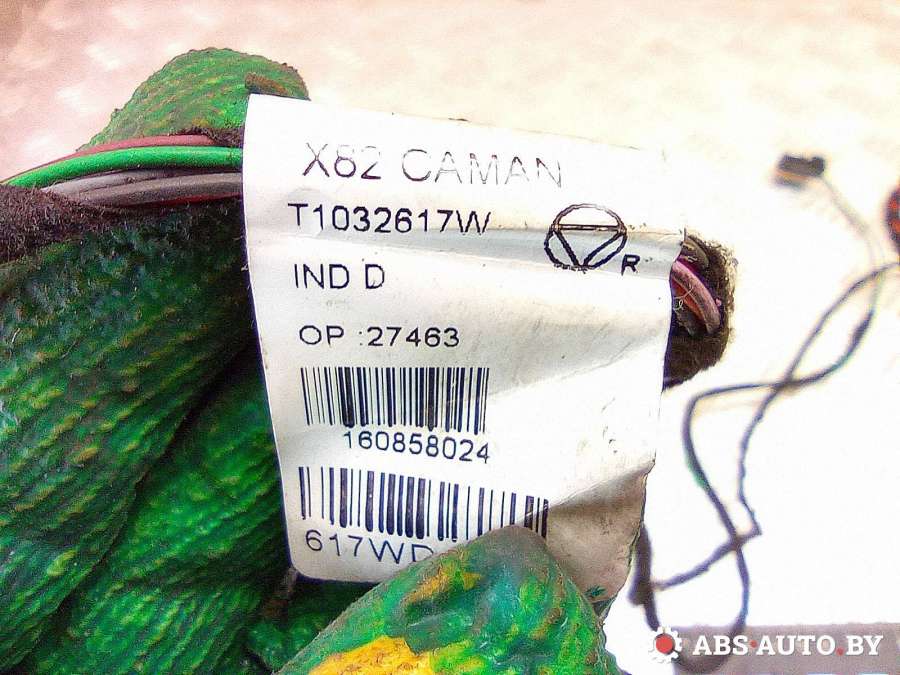 X82 CAMAN
T1032617W
R
IND D
OP :27463
160858024
617WD
ABS-AUTO.BY